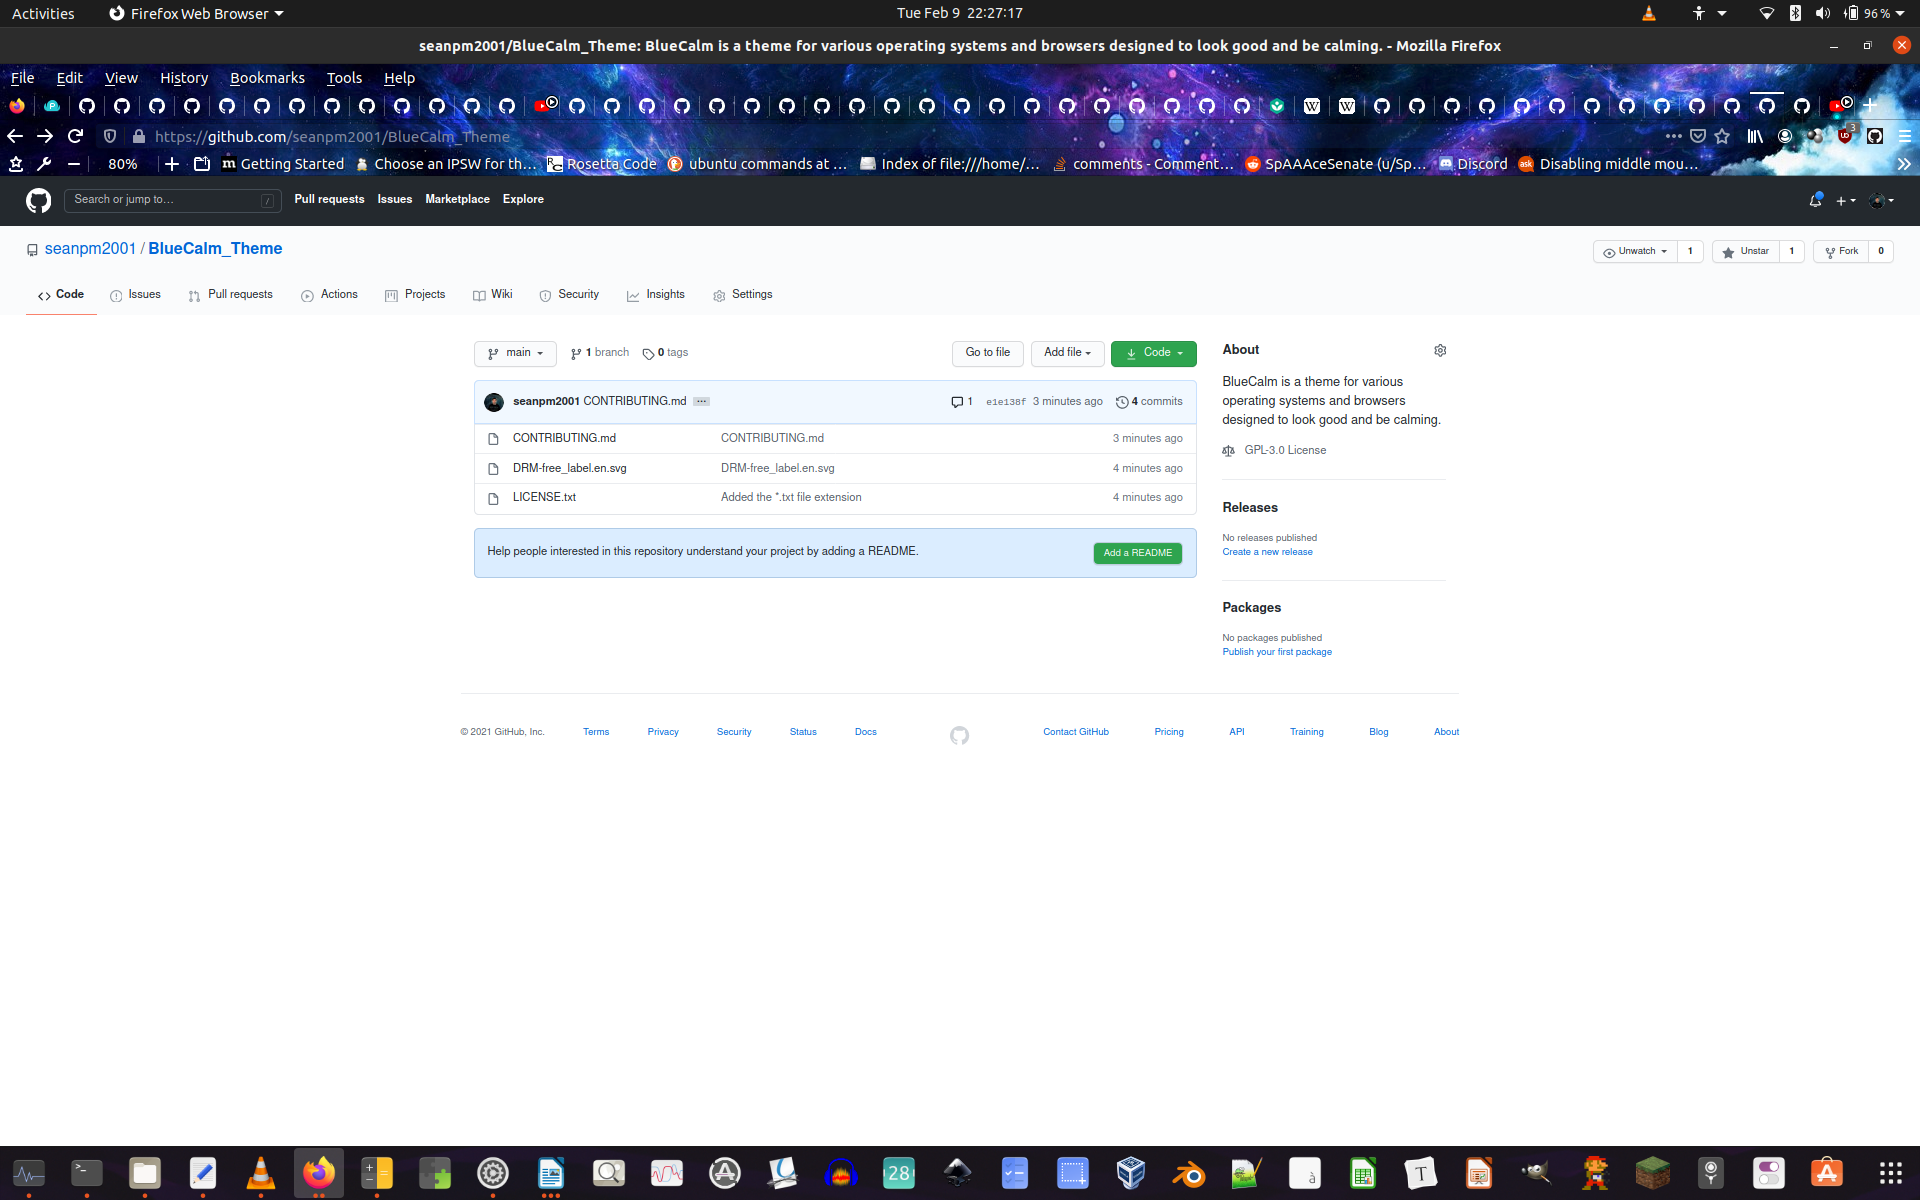 Activities Firefox Web Browser Tue Feb 9 22:27:17 96 %
seanpm2001/BlueCalm_Theme: BlueCalm is a theme for various operating systems and browsers designed to look good and be calming. - Mozilla Firefox
File Edit View History Bookmarks Tools Help
https://github.com/seanpm2001/BlueCalm_Theme 3
80% Getting Started Choose an IPSW for th… Rosetta Code ubuntu commands at … Index of file:///home/… comments - Comment… SpAAAceSenate (u/Sp… Discord Disabling middle mou…
Search or jump to… / Pull requests Issues Marketplace Explore
seanpm2001 / BlueCalm_Theme Unwatch 1 Unstar 1 Fork 0
Code Issues Pull requests Actions Projects Wiki Security Insights Settings
main 1 branch 0 tags Go to file Add file Code
seanpm2001 CONTRIBUTING.md … 1 e1e138f 3 minutes ago 4 commits
CONTRIBUTING.md CONTRIBUTING.md 3 minutes ago
DRM-free_label.en.svg DRM-free_label.en.svg 4 minutes ago
LICENSE.txt Added the *.txt file extension 4 minutes ago
Help people interested in this repository understand your project by adding a README. Add a README
About
BlueCalm is a theme for various
operating systems and browsers
designed to look good and be calming.
GPL-3.0 License
Releases
No releases published
Create a new release
Packages
No packages published
Publish your first package
© 2021 GitHub, Inc. Terms Privacy Security Status Docs Contact GitHub Pricing API Training Blog About
28